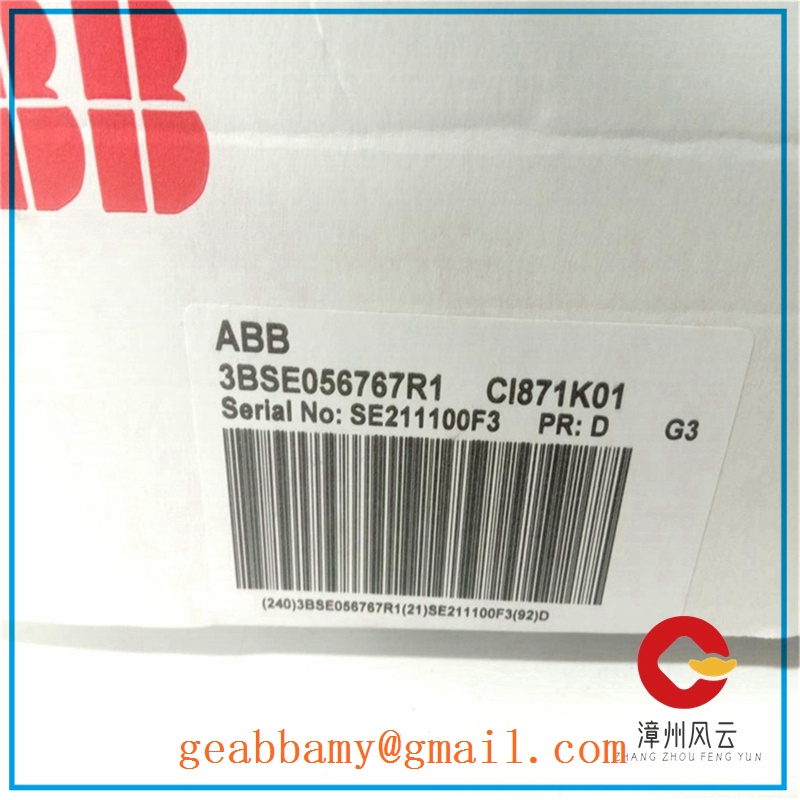 ABB
ABB
3BSE056767R1 CI871K01
Serial No: SE211100F3 PR: D G3
(240)3BSE056767R1(21)SE211100F3(92)D
漳州风云
ZHANG ZHOU FENG YUN
geabbamy@gmail.com